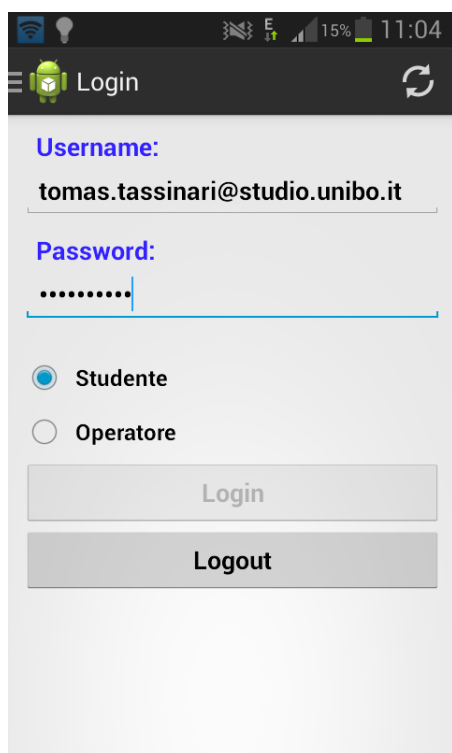 E 15% 11:04
Login
Username:
tomas.tassinari@studio.unibo.it
Password:
••••••••••
Studente
Operatore
Login
Logout